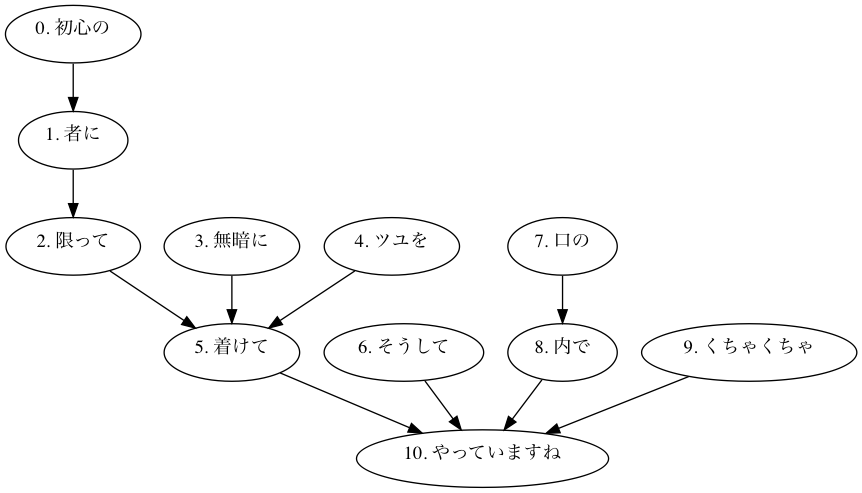 0. 初心の
1. 者に
2. 限って
3. 無暗に
4. ツユを
7. 口の
5. 着けて
6. そうして
8. 内で
9. くちゃくちゃ
10. やっていますね